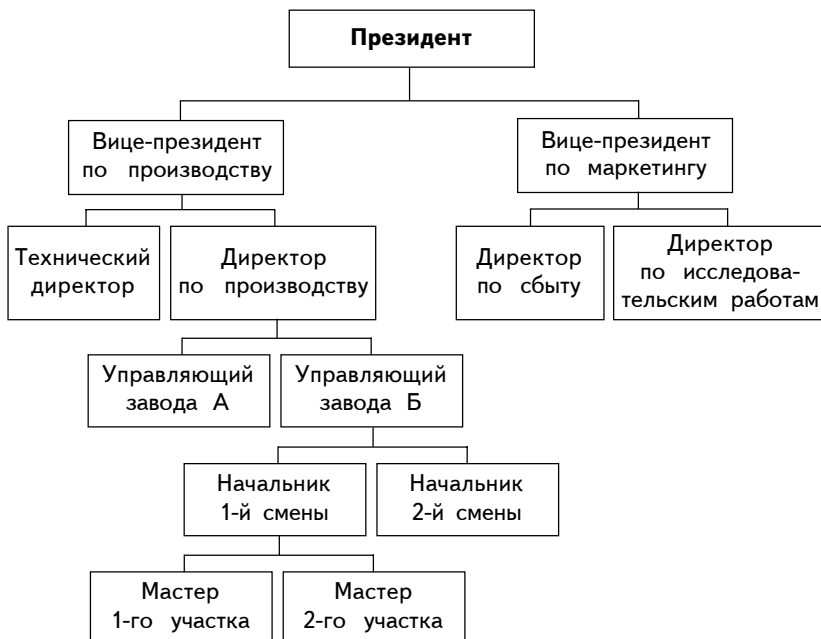 Президент
Вице-президент
по производству
Вице-президент
по маркетингу
Технический
директор
Директор
по производству
Директор
по сбыту
Директор
по исследова-
тельским работам
Управляющий
завода А
Управляющий
завода Б
Начальник
1-й смены
Начальник
2-й смены
Мастер
1-го участка
Мастер
2-го участка